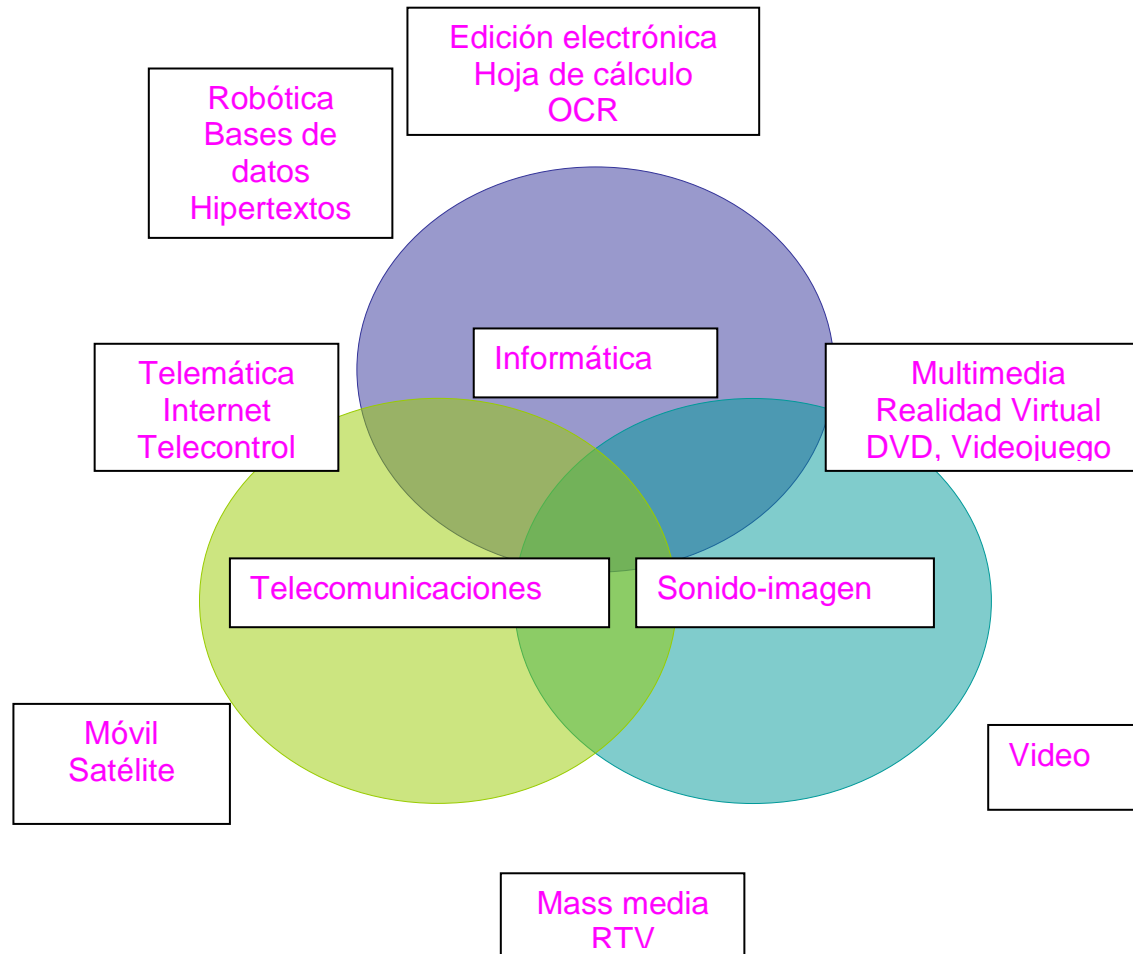 Edición electrónica
Hoja de cálculo
OCR
Robótica
Bases de
datos
Hipertextos
Informática
Telemática
Internet
Telecontrol
Multimedia
Realidad Virtual
DVD, Videojuego
Telecomunicaciones
Sonido-imagen
Móvil
Satélite
Video
Mass media
RTV